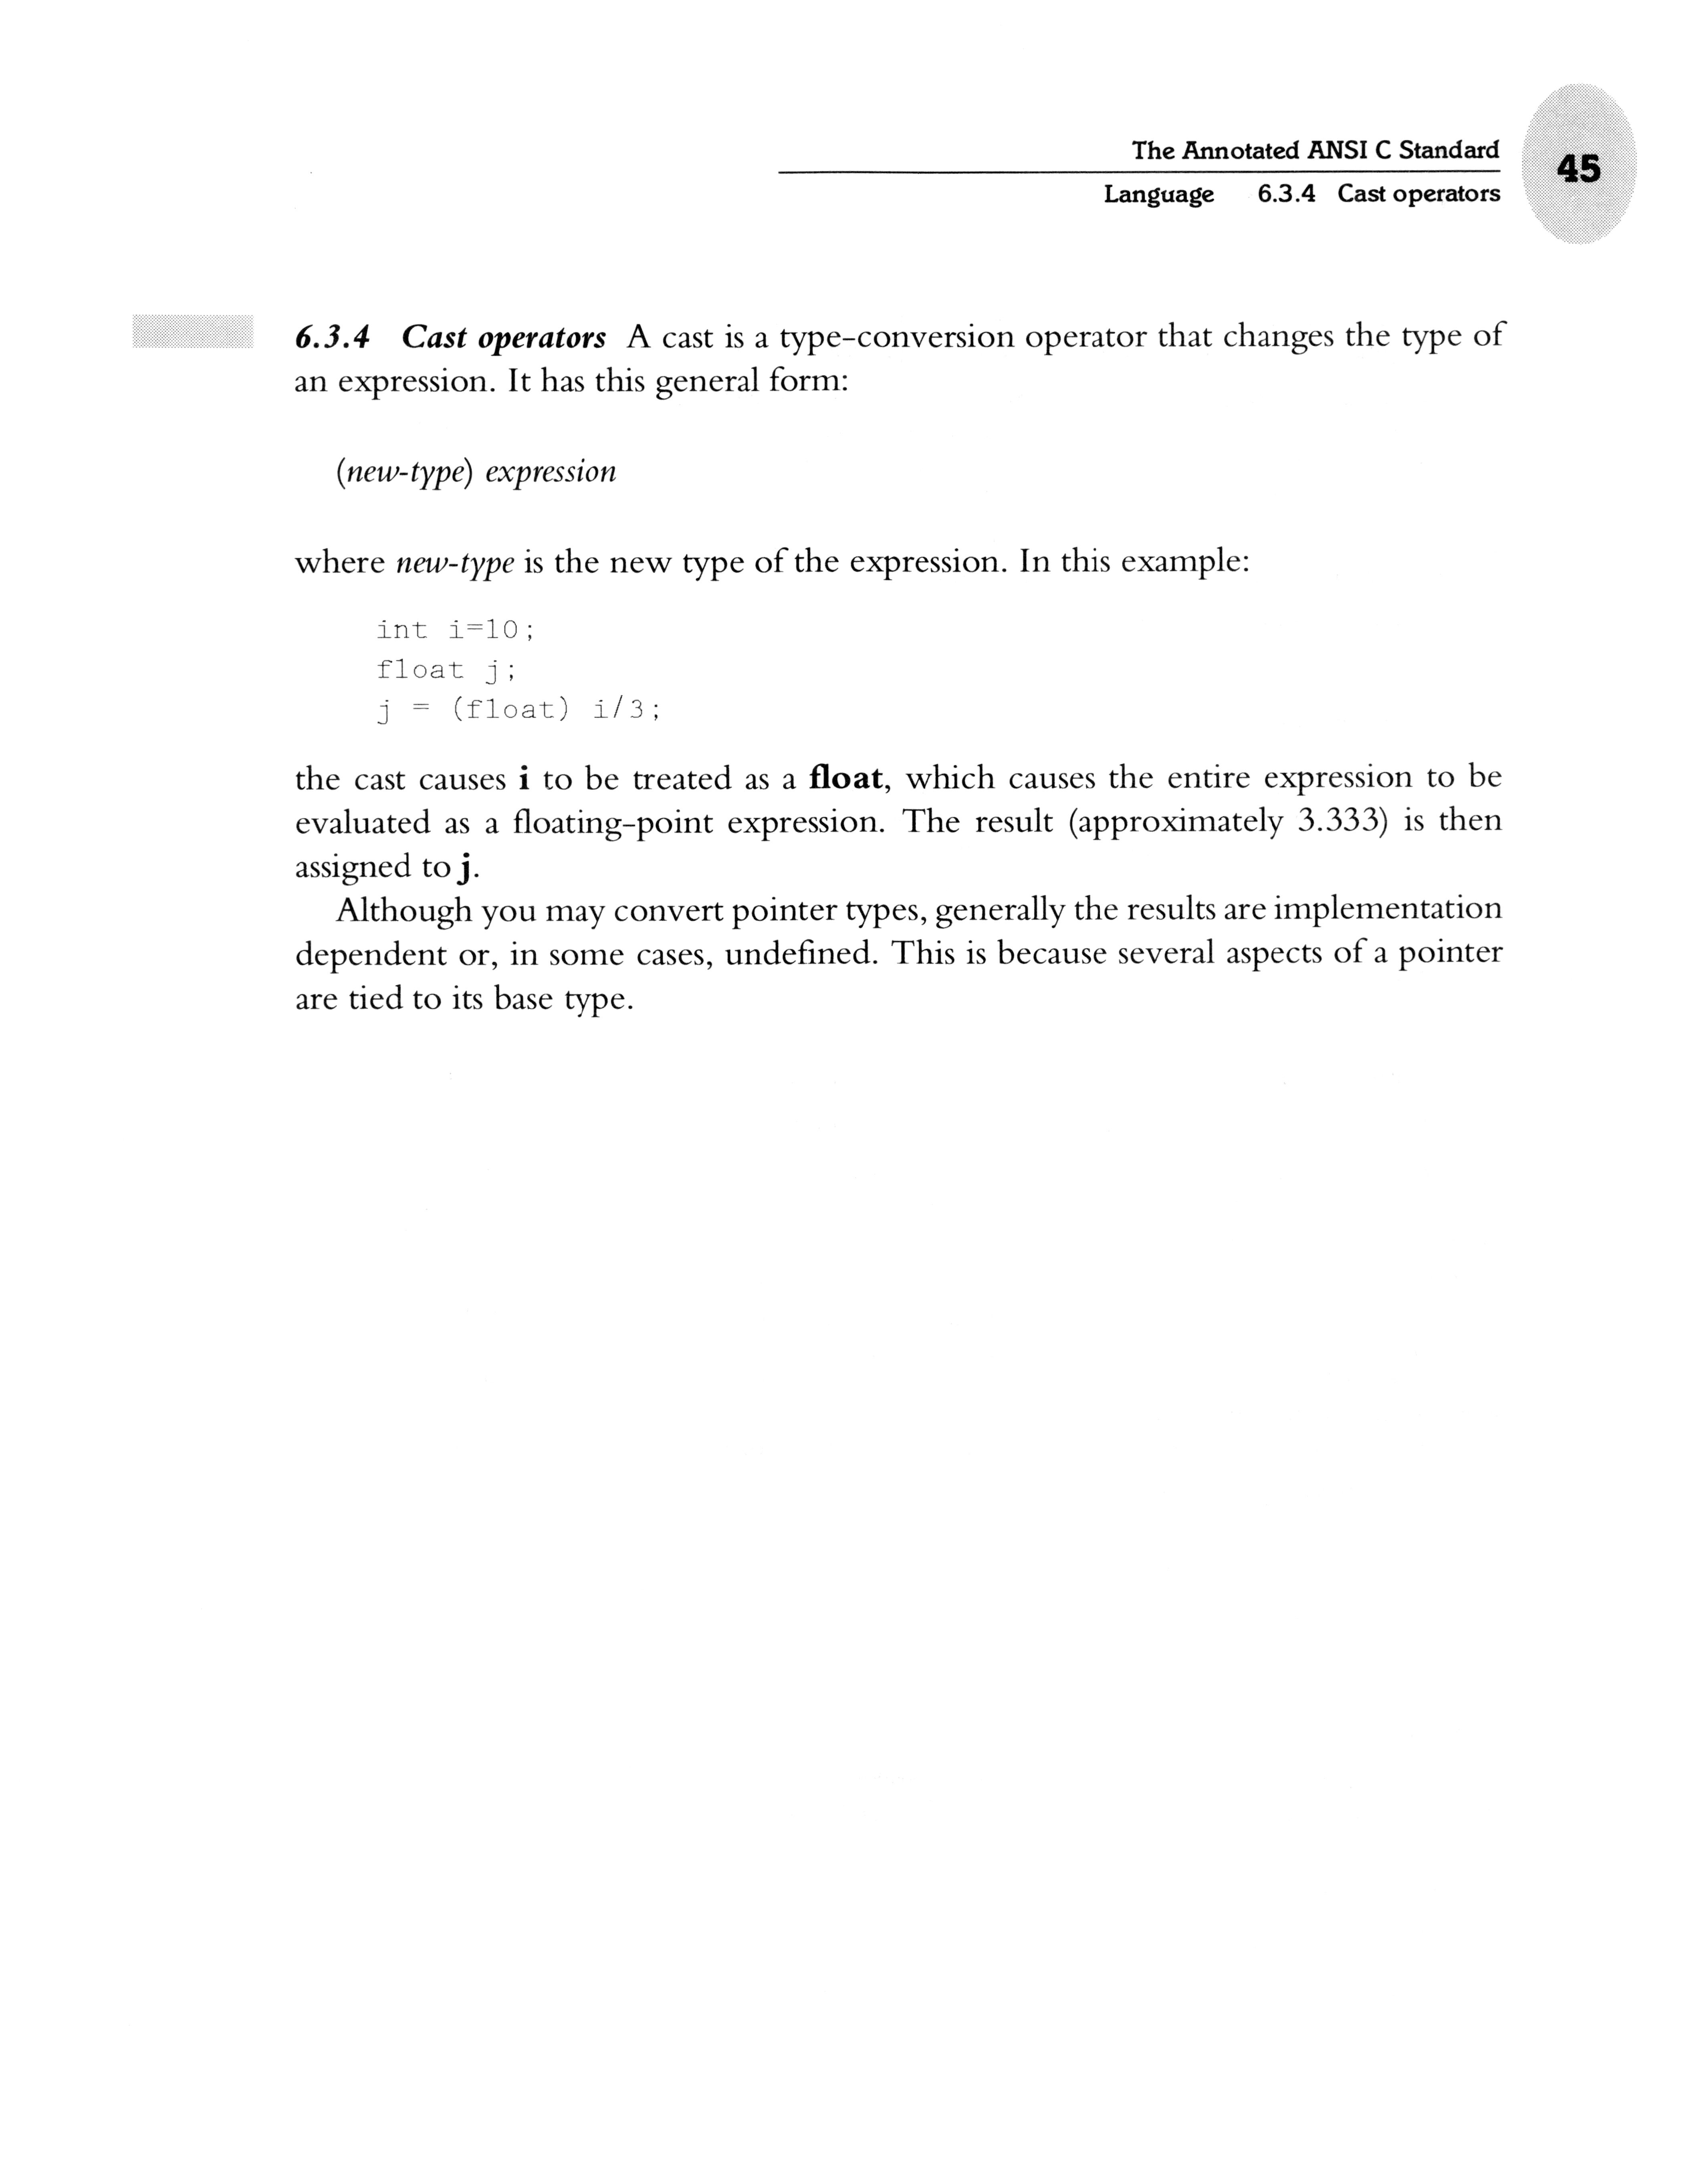 The Annotated ANSI C Standard
45
Language 6.3.4 Cast operators
6.3.4 Cast operators A cast is a type-conversion operator that changes the type of
an expression. It has this general form:
(new-type) expression
where new-type is the new type of the expression. In this example:
int i=10;
float j;
j = (float) i/3;
the cast causes i to be treated as a float, which causes the entire expression to be
evaluated as a floating-point expression. The result (approximately 3.333) is then
assigned to j.
Although you may convert pointer types, generally the results are implementation
dependent or, in some cases, undefined. This is because several aspects of a pointer
are tied to its base type.